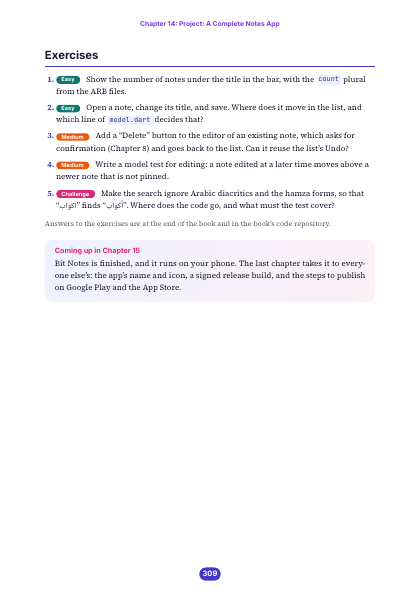 Chapter 14: Project: A Complete Notes App
Exercises
1. Easy Show the number of notes under the title in the bar, with the count plural
from the ARB files.
2. Easy Open a note, change its title, and save. Where does it move in the list, and
which line of model.dart decides that?
3. Medium Add a “Delete” button to the editor of an existing note, which asks for
confirmation (Chapter 8) and goes back to the list. Can it reuse the list’s Undo?
4. Medium Write a model test for editing: a note edited at a later time moves above a
newer note that is not pinned.
5. Challenge Make the search ignore Arabic diacritics and the hamza forms, so that
“اكواب” finds “أكواب”. Where does the code go, and what must the test cover?
Answers to the exercises are at the end of the book and in the book’s code repository.
Coming up in Chapter 15
Bit Notes is finished, and it runs on your phone. The last chapter takes it to every-
one else’s: the app’s name and icon, a signed release build, and the steps to publish
on Google Play and the App Store.
309